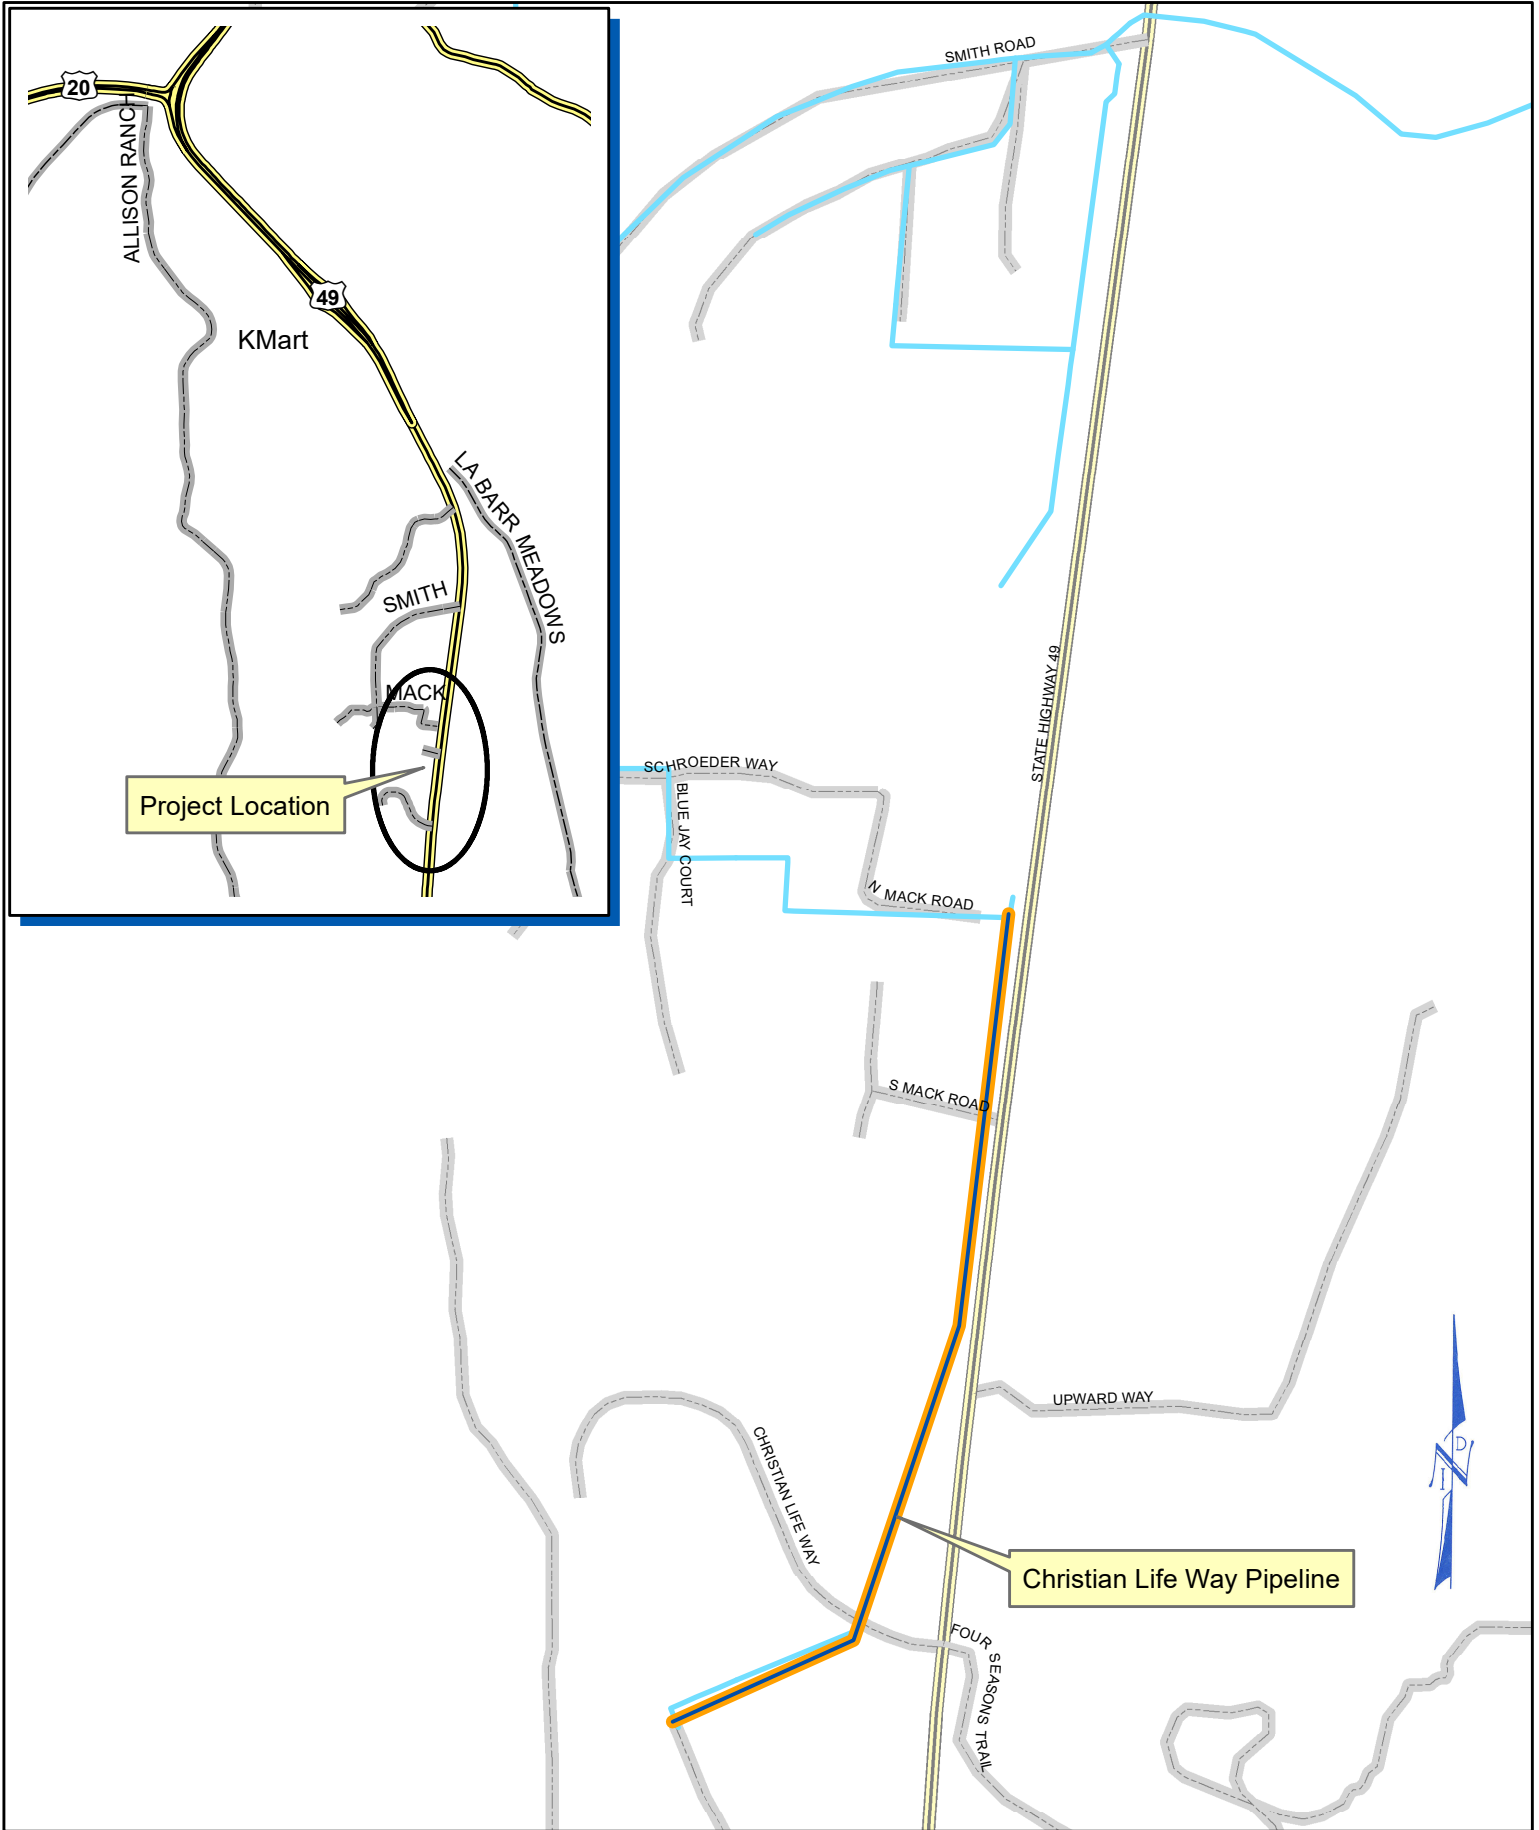 20
ALLISON RANCH
49
KMart
LA BARR MEADOWS
SMITH
MACK
Project Location
SMITH ROAD
STATE HIGHWAY 49
SCHROEDER WAY
BLUE JAY COURT
N MACK ROAD
S MACK ROAD
UPWARD WAY
CHRISTIAN LIFE WAY
Christian Life Way Pipeline
FOUR SEASONS TRAIL
N
I
D